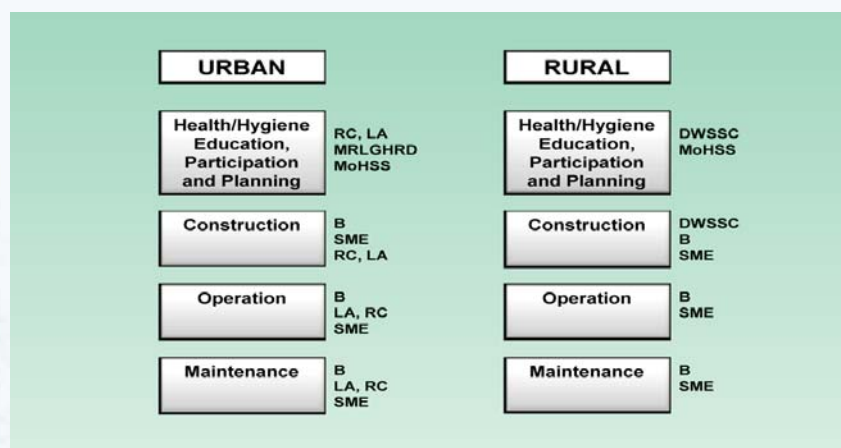 URBAN
Health/Hygiene
Education,
Participation
and Planning
RC, LA
MRLGHRD
MoHSS
Construction
B
SME
RC, LA
Operation
B
LA, RC
SME
Maintenance
B
LA, RC
SME
RURAL
Health/Hygiene
Education,
Participation
and Planning
DWSSC
MoHSS
Construction
DWSSC
B
SME
Operation
B
SME
Maintenance
B
SME